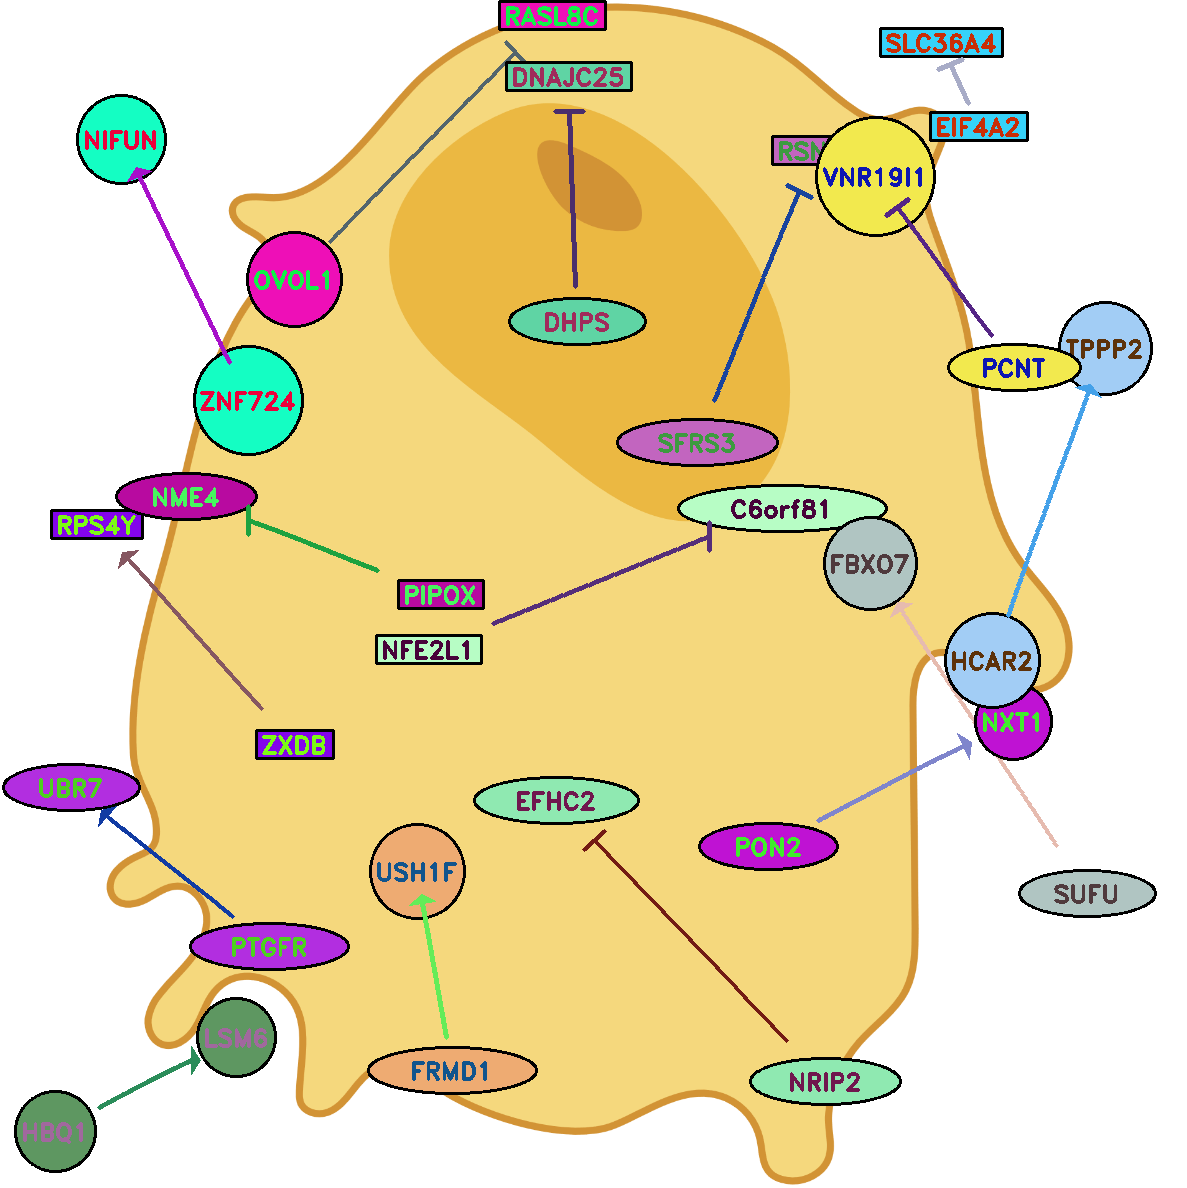 RASL8C
SLC36A4
DNAJC25
EIF4A2
NIFUN
VNR19I1
OVOL1
DHPS
TPPP2
PCNT
ZNF724
SFRS3
NME4
C6orf81
RPS4Y
FBXO7
PIPOX
NFE2L1
HCAR2
NXT1
ZXDB
UBR7
EFHC2
PON2
USH1F
SUFU
PTGFR
LSM6
FRMD1
NRIP2
HBQ1